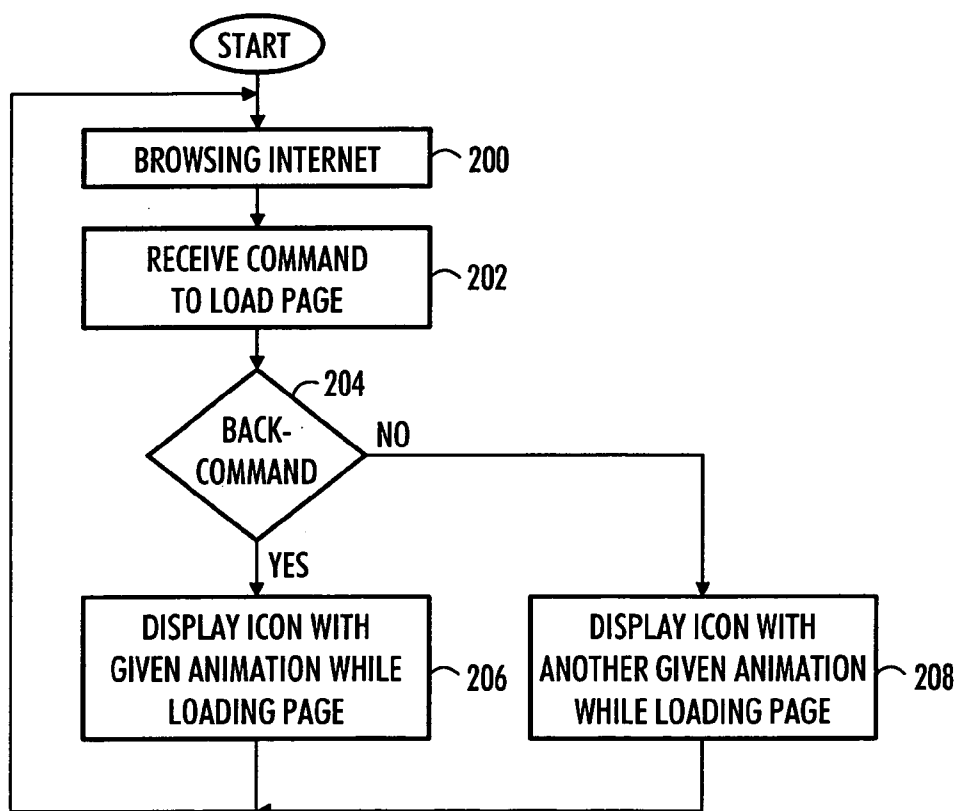 START
BROWSING INTERNET
200
RECEIVE COMMAND
TO LOAD PAGE
202
204
BACK-
COMMAND
NO
YES
DISPLAY ICON WITH
GIVEN ANIMATION WHILE
LOADING PAGE
206
DISPLAY ICON WITH
ANOTHER GIVEN ANIMATION
WHILE LOADING PAGE
208